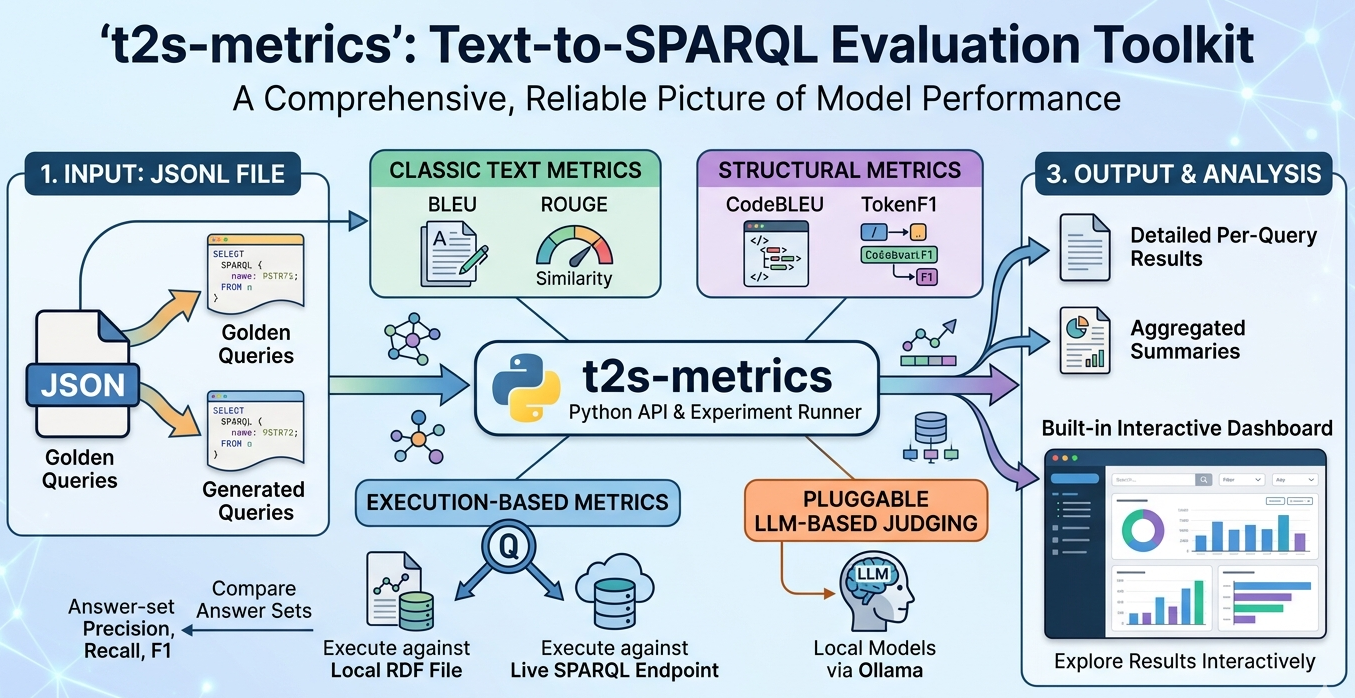 ‘t2s-metrics’: Text-to-SPARQL Evaluation Toolkit
A Comprehensive, Reliable Picture of Model Performance
1. INPUT: JSONL FILE
SELECT
SPARQL {
name:
FROM n
}
Golden
Queries
JSON
Golden
Queries
SELECT
SPARQL {
name: 9STR72;
FROM
}
Generated
Queries
CLASSIC TEXT METRICS
BLEU
A
ROUGE
Similarity
STRUCTURAL METRICS
CodeBLEU
</>
</>
TokenF1
/
..
F1
t2s-metrics
Python API & Experiment Runner
EXECUTION-BASED METRICS
Q
Execute against
Local RDF File
Execute against
Live SPARQL Endpoint
Compare
Answer Sets
Answer-set
Precision,
Recall, F1
PLUGGABLE
LLM-BASED JUDGING
LLM
Local Models
via Ollama
3. OUTPUT & ANALYSIS
Detailed Per-Query
Results
Aggregated
Summaries
Built-in Interactive Dashboard
Search...
Filter
Explore Results Interactively